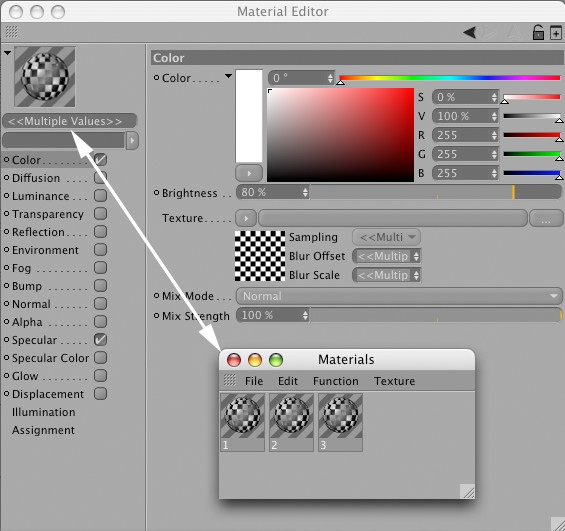 Material Editor
<<Multiple Values>>
Color
Diffusion
Luminance
Transparency
Reflection
Environment
Fog
Bump
Normal
Alpha
Specular
Specular Color
Glow
Displacement
Illumination
Assignment
Color
Color 0 °
S 0 %
V 100 %
R 255
G 255
B 255
Brightness 80 %
Texture ...
Sampling <<Multi
Blur Offset <<Multip
Blur Scale <<Multip
Mix Mode Normal
Mix Strength 100 %
Materials
File Edit Function Texture
1 2 3